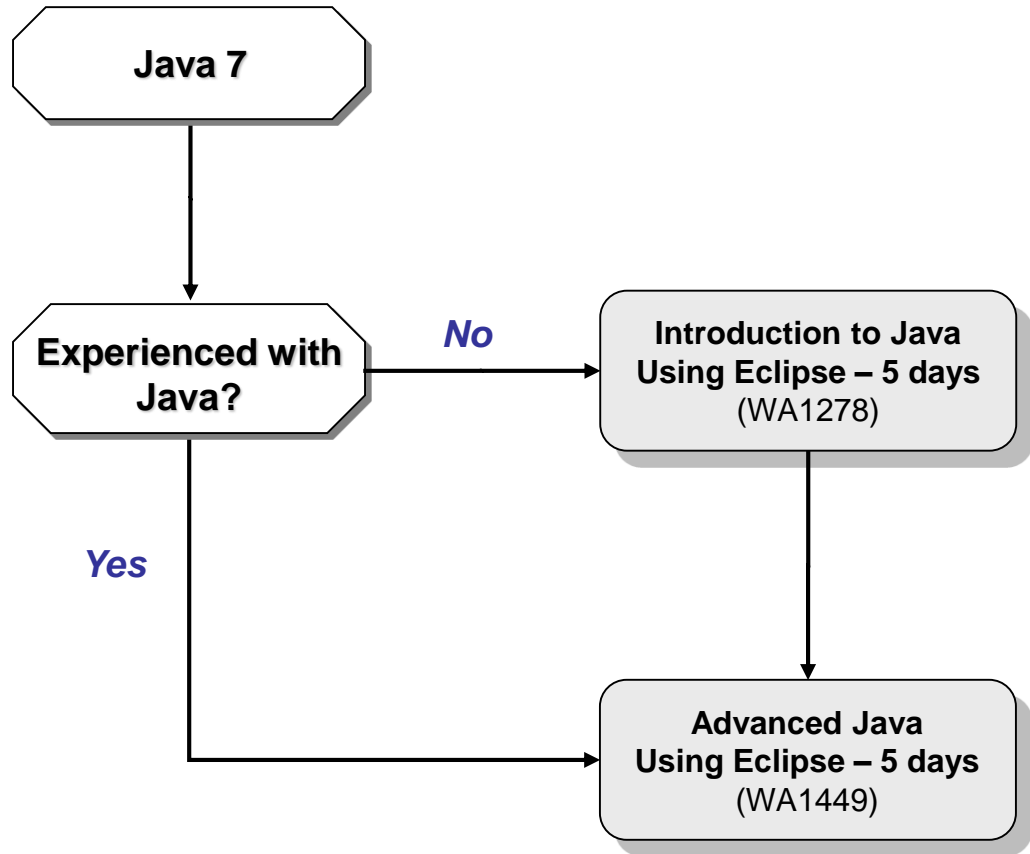 Java 7
Experienced with
Java?
No
Introduction to Java
Using Eclipse – 5 days
(WA1278)
Yes
Advanced Java
Using Eclipse – 5 days
(WA1449)